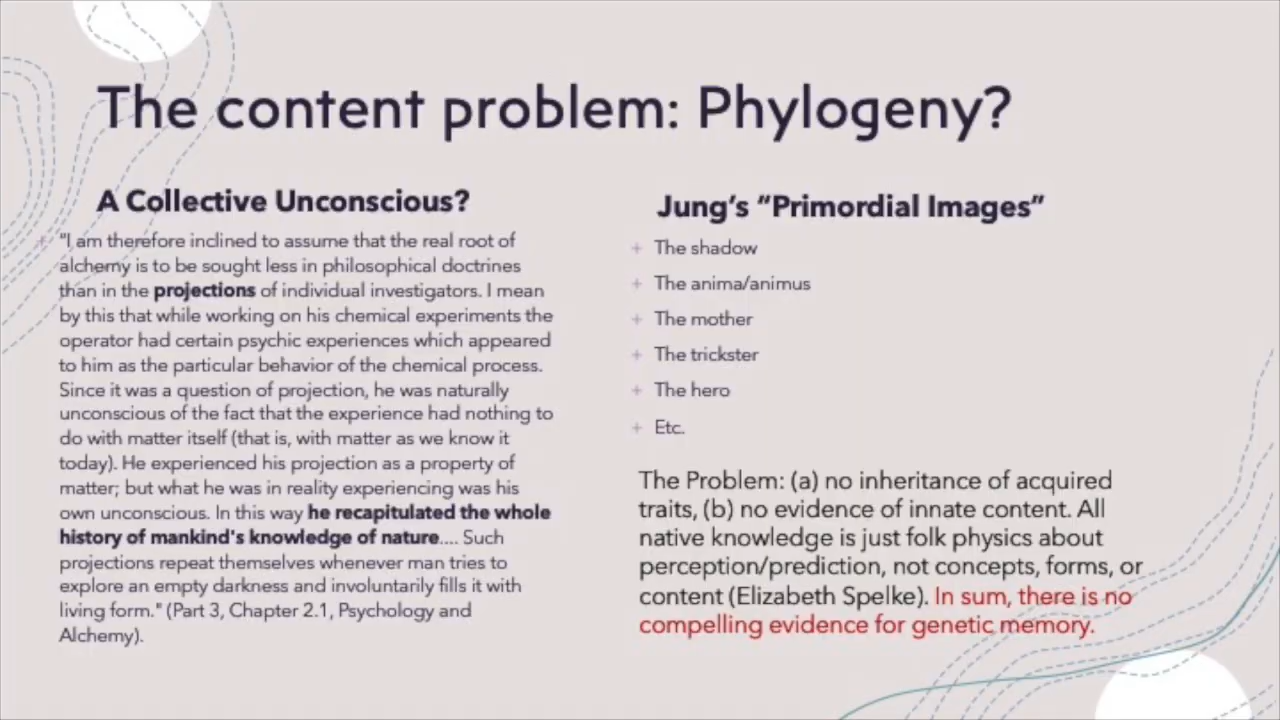 The content problem: Phylogeny?
A Collective Unconscious?
"I am therefore inclined to assume that the real root of
alchemy is to be sought less in philosophical doctrines
than in the projections of individual investigators. I mean
by this that while working on his chemical experiments the
operator had certain psychic experiences which appeared
to him as the particular behavior of the chemical process.
Since it was a question of projection, he was naturally
unconscious of the fact that the experience had nothing to
do with matter itself (that is, with matter as we know it
today). He experienced his projection as a property of
matter; but what he was in reality experiencing was his
own unconscious. In this way he recapitulated the whole
history of mankind's knowledge of nature.... Such
projections repeat themselves whenever man tries to
explore an empty darkness and involuntarily fills it with
living form." (Part 3, Chapter 2.1, Psychology and
Alchemy).
Jung's "Primordial Images"
+ The shadow
+ The anima/animus
+ The mother
+ The trickster
+ The hero
+ Etc.
The Problem: (a) no inheritance of acquired
traits, (b) no evidence of innate content. All
native knowledge is just folk physics about
perception/prediction, not concepts, forms, or
content (Elizabeth Spelke). In sum, there is no
compelling evidence for genetic memory.